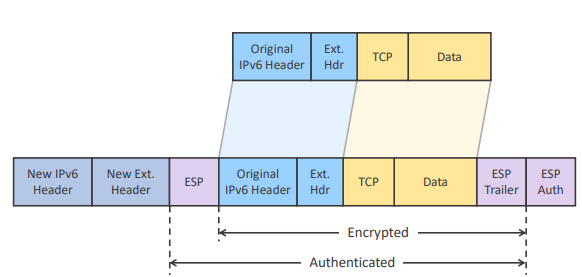 Original
IPv6 Header
Ext.
Hdr
TCP
Data
New IPv6
Header
New Ext.
Header
ESP
Original
IPv6 Header
Ext.
Hdr
TCP
Data
ESP
Trailer
ESP
Auth
Encrypted
Authenticated